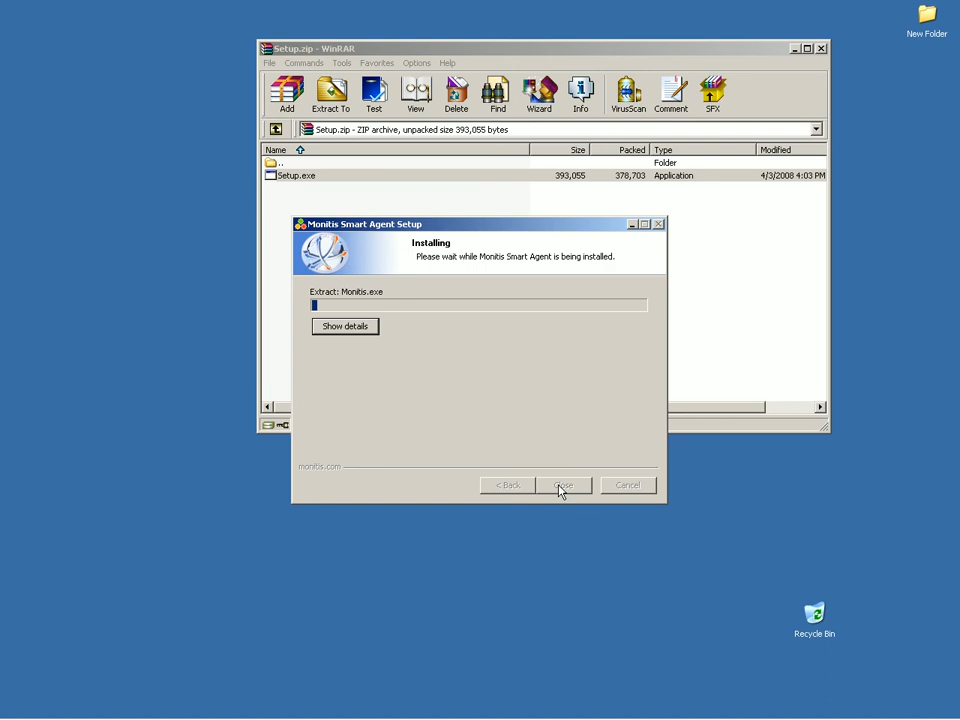 New Folder
Setup.zip - WinRAR
File Commands Tools Favorites Options Help
Add Extract To Test View Delete Find Wizard Info VirusScan Comment SFX
Setup.zip - ZIP archive, unpacked size 393,055 bytes
Name Size Packed Type Modified
.. Folder
Setup.exe 393,055 378,703 Application 4/3/2008 4:03 PM
Monitis Smart Agent Setup
Installing
Please wait while Monitis Smart Agent is being installed.
Extract: Monitis.exe
Show details
monitis.com
< Back Close Cancel
Recycle Bin